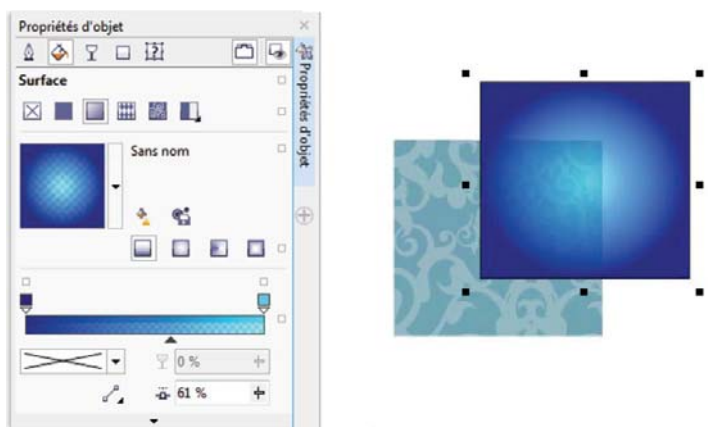 Propriétés d'objet
Propriétés d'objet
Surface
Sans nom
0 %
61 %